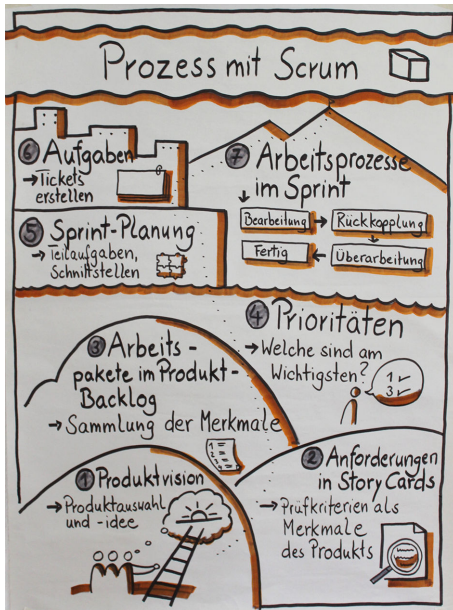 Prozess mit Scrum
6 Aufgaben
→ Tickets
erstellen
7 Arbeitsprozesse
im Sprint
Bearbeitung → Rückkopplung
Fertig ← Überarbeitung
5 Sprint-Planung
→ Teilaufgaben,
Schnittstellen
4 Prioritäten
→ Welche sind am
Wichtigsten?
1 ✓
3 ✓
3 Arbeits-
pakete im Produkt-
Backlog
→ Sammlung der Merkmale
1 Produktvision
→ Produktauswahl
und -idee
2 Anforderungen
in Story Cards
→ Prüfkriterien als
Merkmale
des Produkts